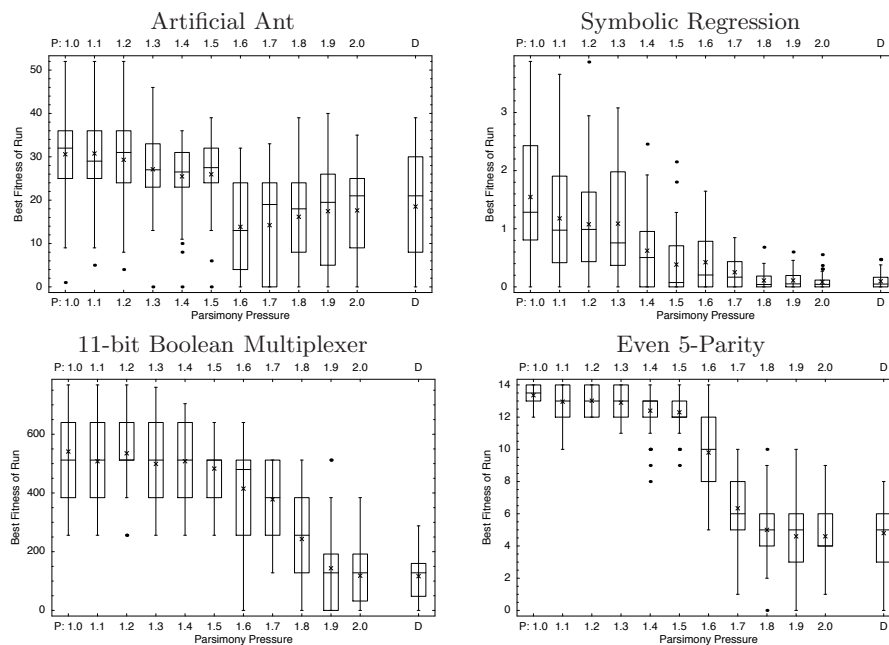 Artificial Ant
P: 1.0 1.1 1.2 1.3 1.4 1.5 1.6 1.7 1.8 1.9 2.0 D
50
40
30
20
10
0
Best Fitness of Run
P: 1.0 1.1 1.2 1.3 1.4 1.5 1.6 1.7 1.8 1.9 2.0 D
Parsimony Pressure
Symbolic Regression
P: 1.0 1.1 1.2 1.3 1.4 1.5 1.6 1.7 1.8 1.9 2.0 D
3
2
1
0
Best Fitness of Run
P: 1.0 1.1 1.2 1.3 1.4 1.5 1.6 1.7 1.8 1.9 2.0 D
Parsimony Pressure
11-bit Boolean Multiplexer
P: 1.0 1.1 1.2 1.3 1.4 1.5 1.6 1.7 1.8 1.9 2.0 D
600
400
200
0
Best Fitness of Run
P: 1.0 1.1 1.2 1.3 1.4 1.5 1.6 1.7 1.8 1.9 2.0 D
Parsimony Pressure
Even 5-Parity
P: 1.0 1.1 1.2 1.3 1.4 1.5 1.6 1.7 1.8 1.9 2.0 D
14
12
10
8
6
4
2
0
Best Fitness of Run
P: 1.0 1.1 1.2 1.3 1.4 1.5 1.6 1.7 1.8 1.9 2.0 D
Parsimony Pressure